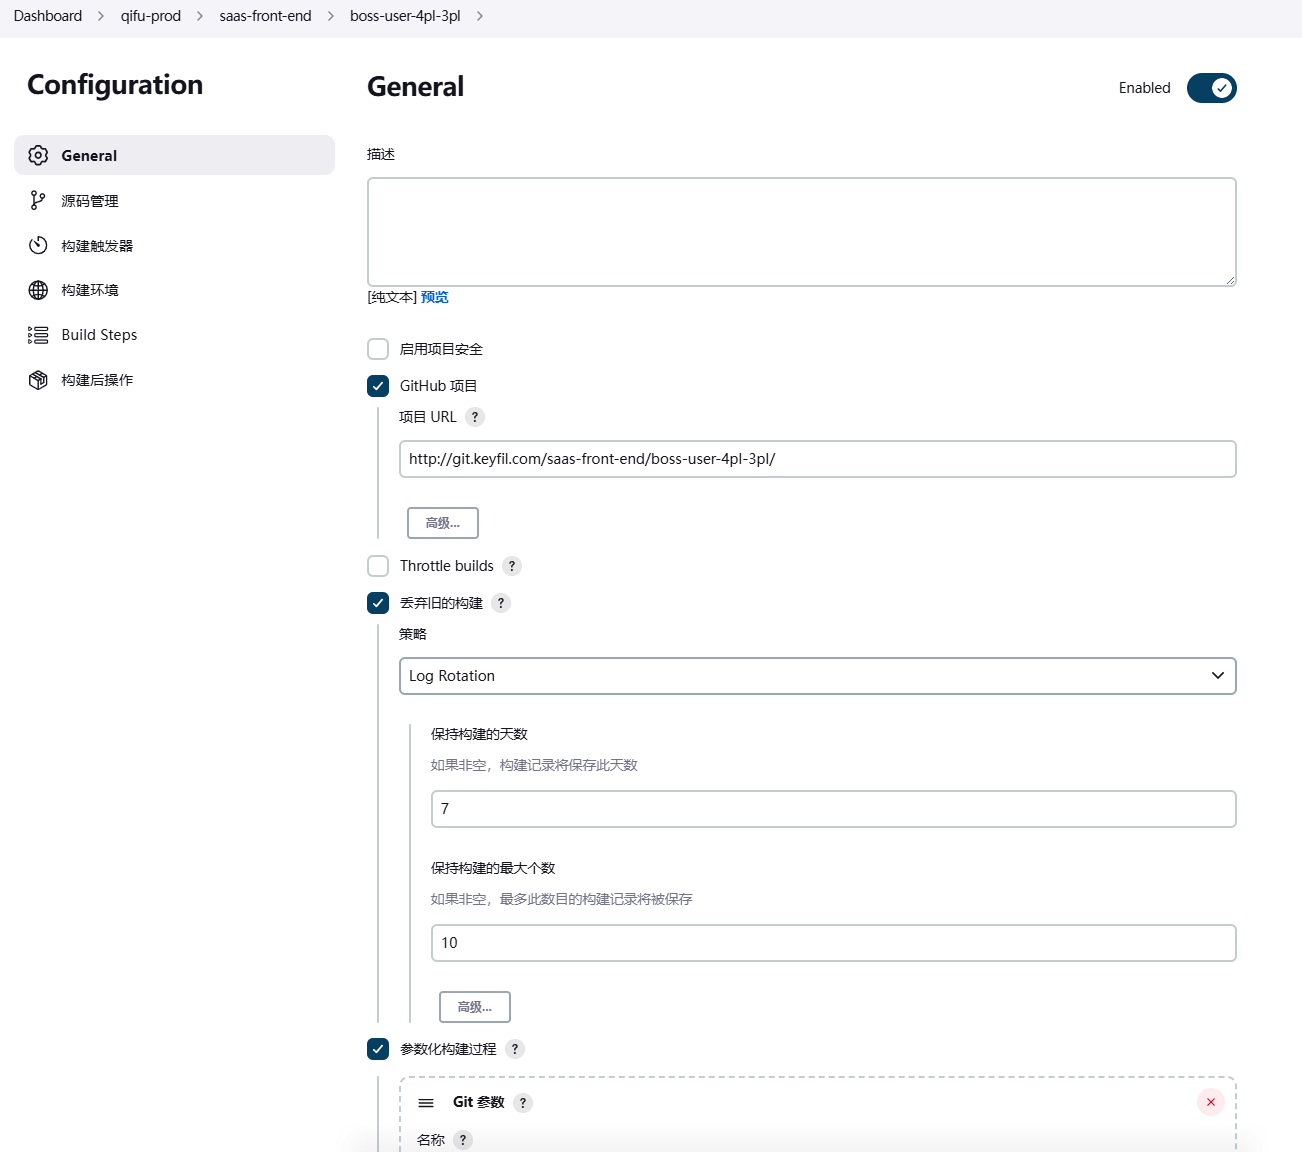 Dashboard > qifu-prod > saas-front-end > boss-user-4pl-3pl >
Configuration
General
源码管理
构建触发器
构建环境
Build Steps
构建后操作
General
Enabled
描述
[纯文本] 预览
启用项目安全
GitHub 项目
项目 URL ?
http://git.keyfil.com/saas-front-end/boss-user-4pl-3pl/
高级...
Throttle builds ?
丢弃旧的构建 ?
策略
Log Rotation
保持构建的天数
如果非空，构建记录将保存此天数
7
保持构建的最大个数
如果非空，最多此数目的构建记录将被保存
10
高级...
参数化构建过程 ?
Git 参数 ?
名称 ?